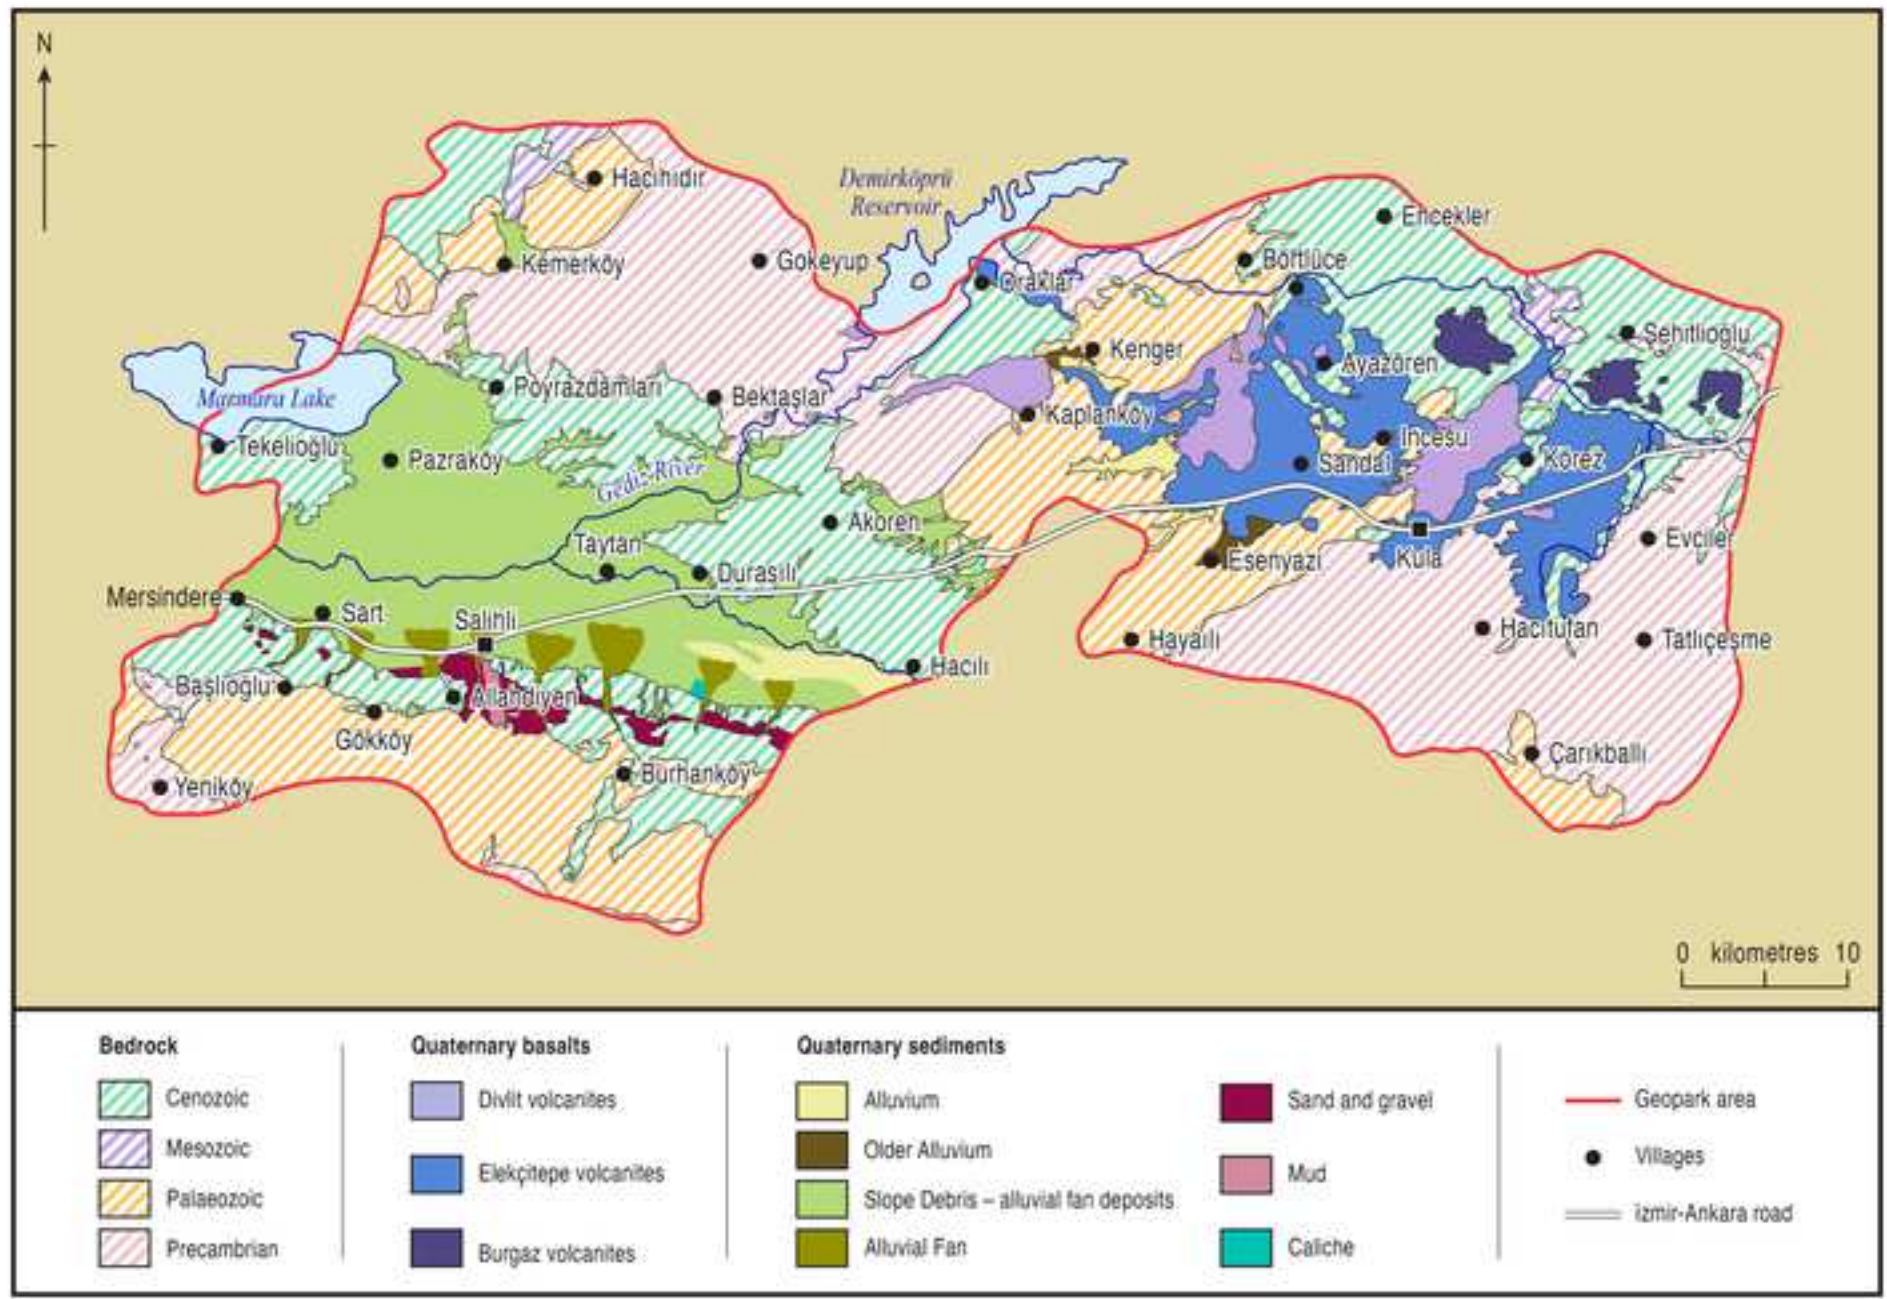 N
Demirköprü
Reservoir
Hacıhıdır
Encekler
Kemerköy
Gökeyup
Börtlüce
Oraklar
Şehitlioğlu
Kenger
Ayazören
Marmara Lake
Poyrazdamları
Bektaşlar
Kaplanköy
Tekelioğlu
Pazraköy
İncesu
Sandal
Körez
Gediz River
Akören
Taytan
Evciler
Durasılı
Esenyazı
Kula
Mersindere
Sart
Salihli
Hayallı
Hacıtufan
Tatlıçeşme
Hacılı
Başlıoğlu
Allahdiyen
Gökköy
Burhanköy
Çarıkballı
Yeniköy
0 kilometres 10
Bedrock
Cenozoic
Mesozoic
Palaeozoic
Precambrian
Quaternary basalts
Divlit volcanites
Elekçitepe volcanites
Burgaz volcanites
Quaternary sediments
Alluvium
Older Alluvium
Slope Debris – alluvial fan deposits
Alluvial Fan
Sand and gravel
Mud
Caliche
Geopark area
Villages
izmir-Ankara road